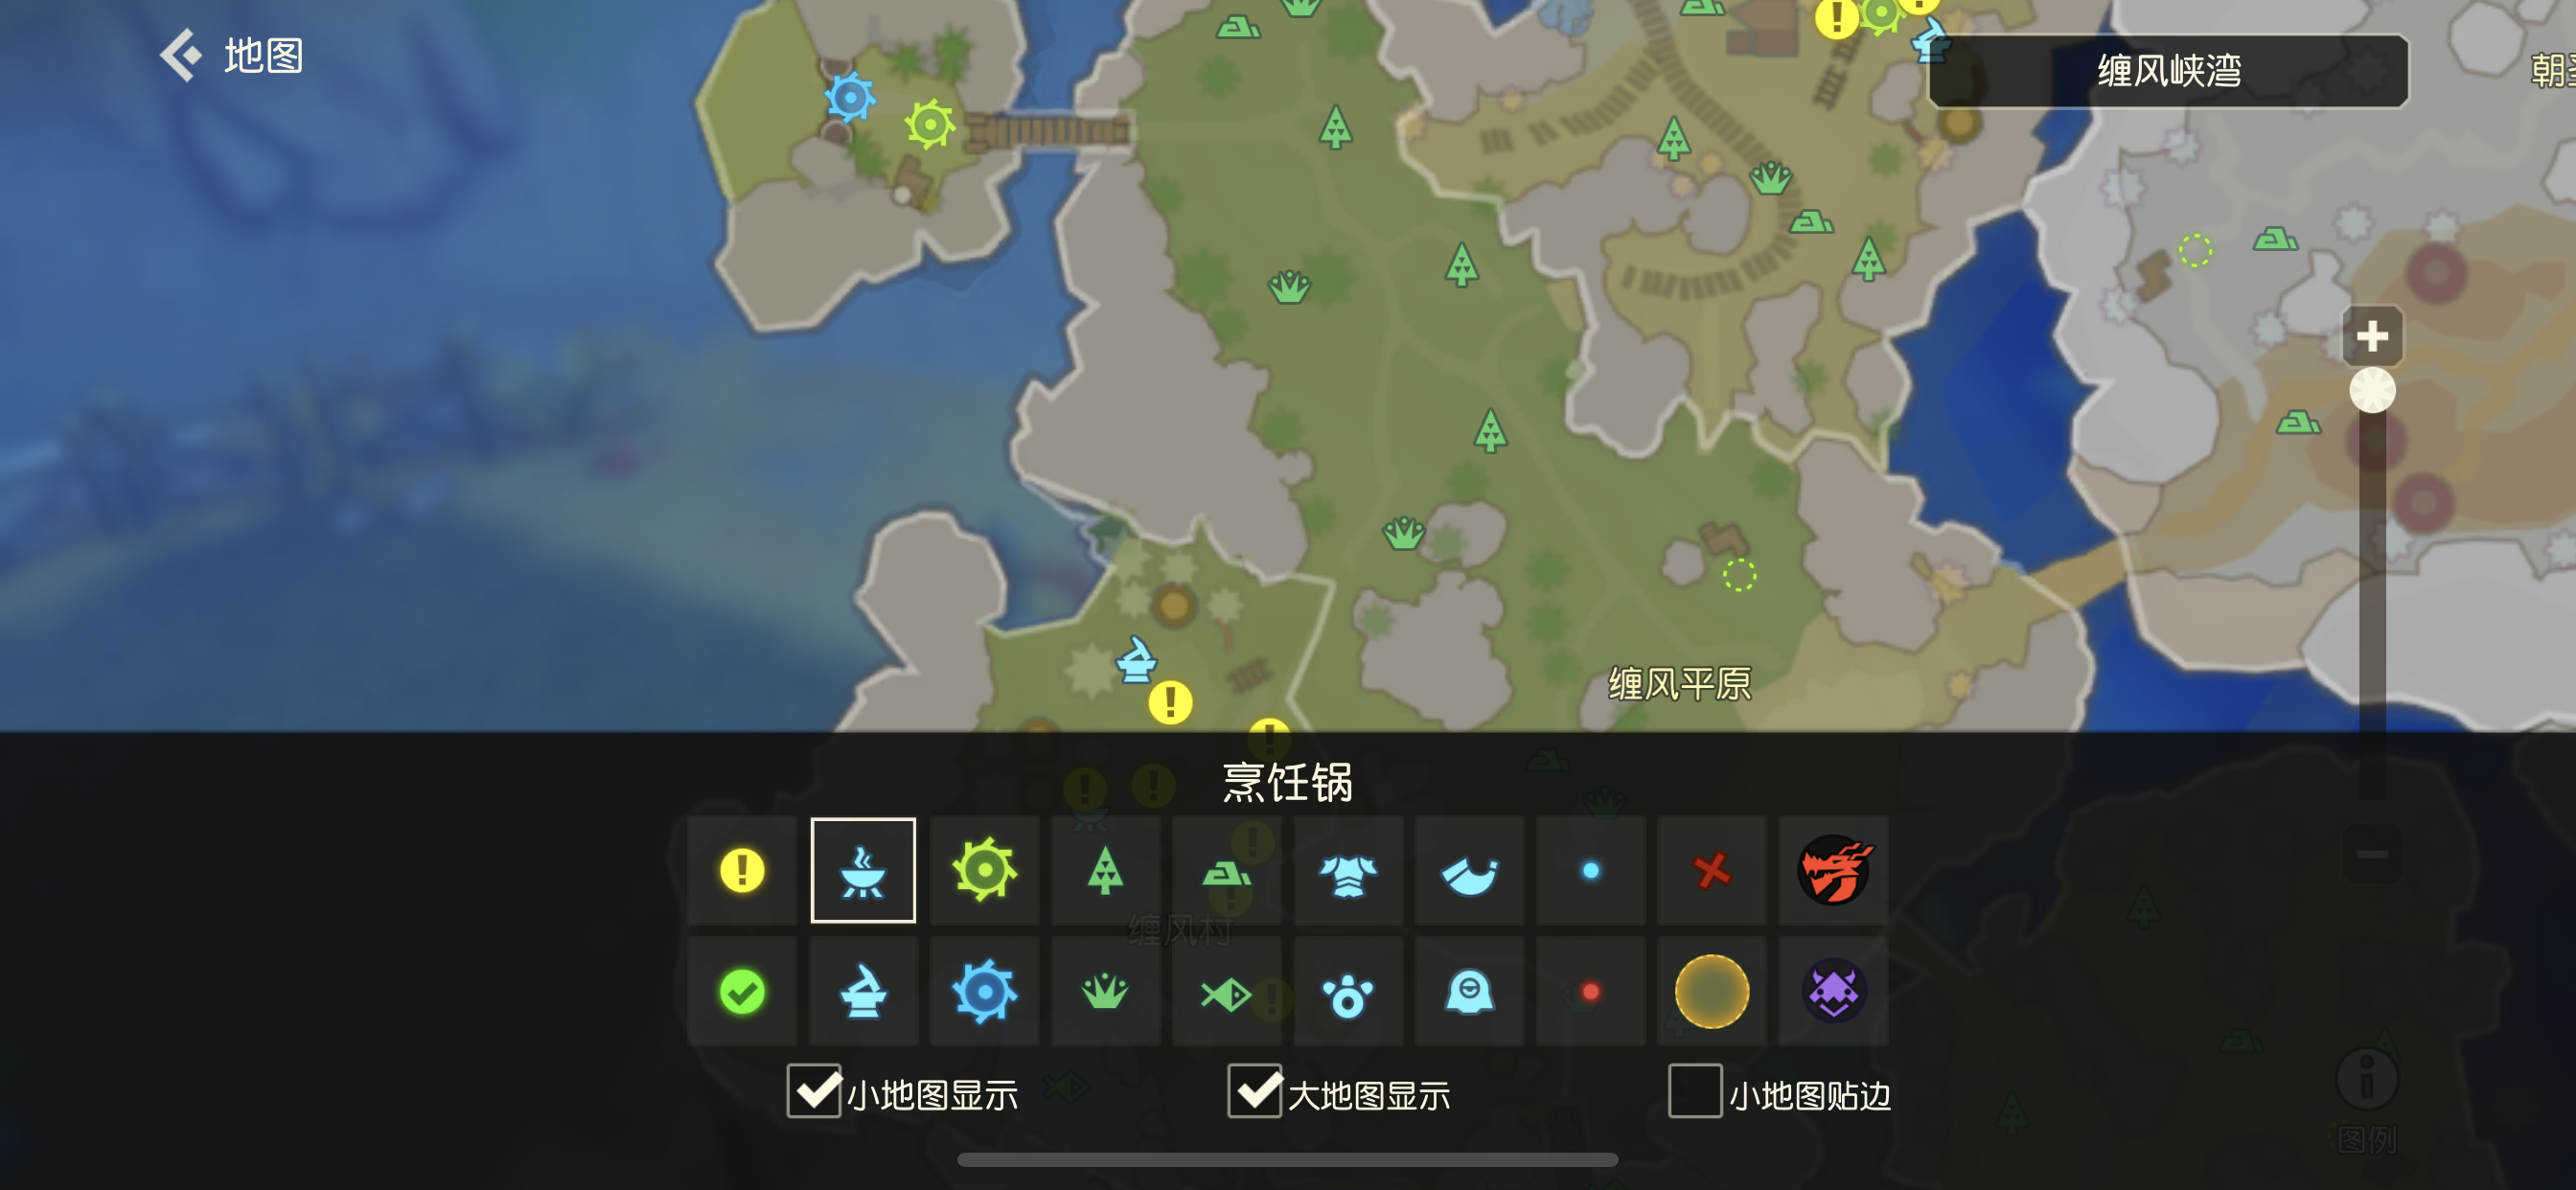 地图
缠风峡湾
朝
缠风平原
烹饪锅
缠风村
小地图显示
大地图显示
小地图贴边
图例